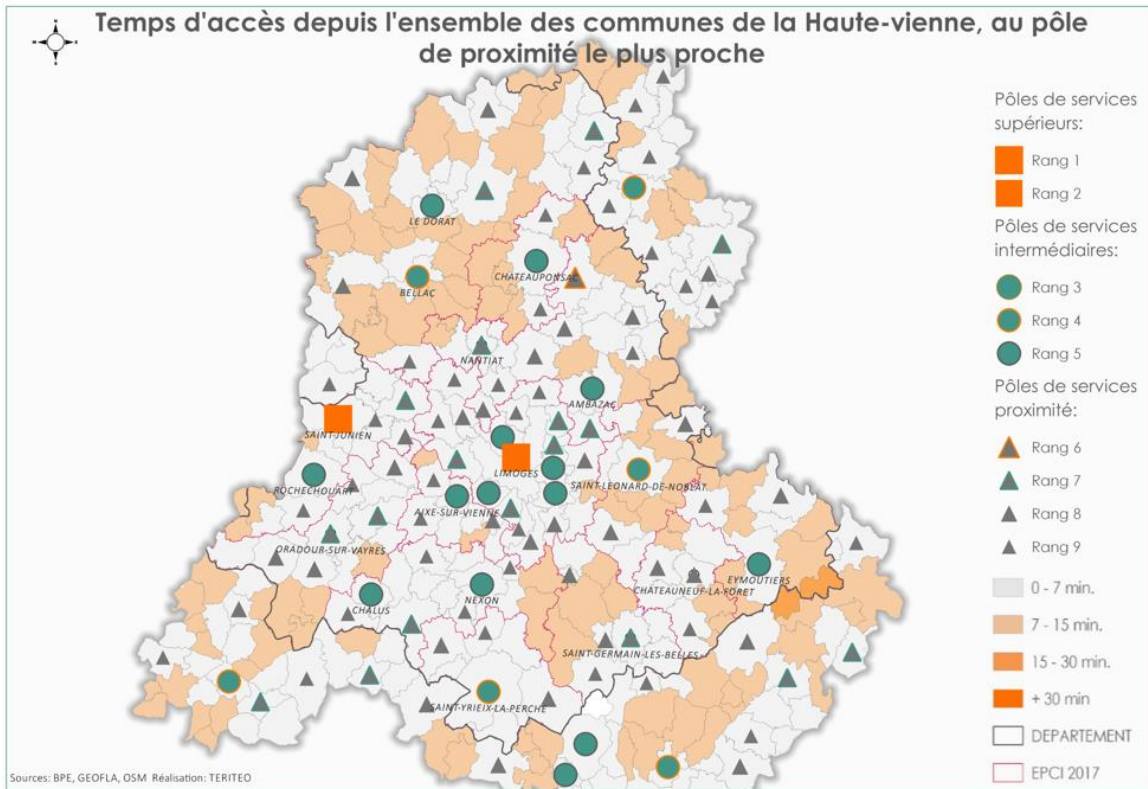 Temps d'accès depuis l'ensemble des communes de la Haute-vienne, au pôle
de proximité le plus proche
Pôles de services
supérieurs:
Rang 1
Rang 2
Pôles de services
intermédiaires:
Rang 3
Rang 4
Rang 5
Pôles de services
proximité:
Rang 6
Rang 7
Rang 8
Rang 9
0 - 7 min.
7 - 15 min.
15 - 30 min.
+ 30 min
DEPARTEMENT
EPCI 2017
LE DORAT
CHATEAUPONSAC
BELLAC
NANTIAT
AMBAZAC
SAINT-JUNIEN
LIMOGES
SAINT-LEONARD-DE-NOBLAT
ROCHECHOUART
AIXE-SUR-VIENNE
ORADOUR-SUR-VAYRES
EYMOUTIERS
CHATEAUNEUF-LA-FORET
NEXON
CHALUS
SAINT-GERMAIN-LES-BELLES
SAINT-YRIEIX-LA-PERCHE
Sources: BPE, GEOFLA, OSM Réalisation: TERITEO